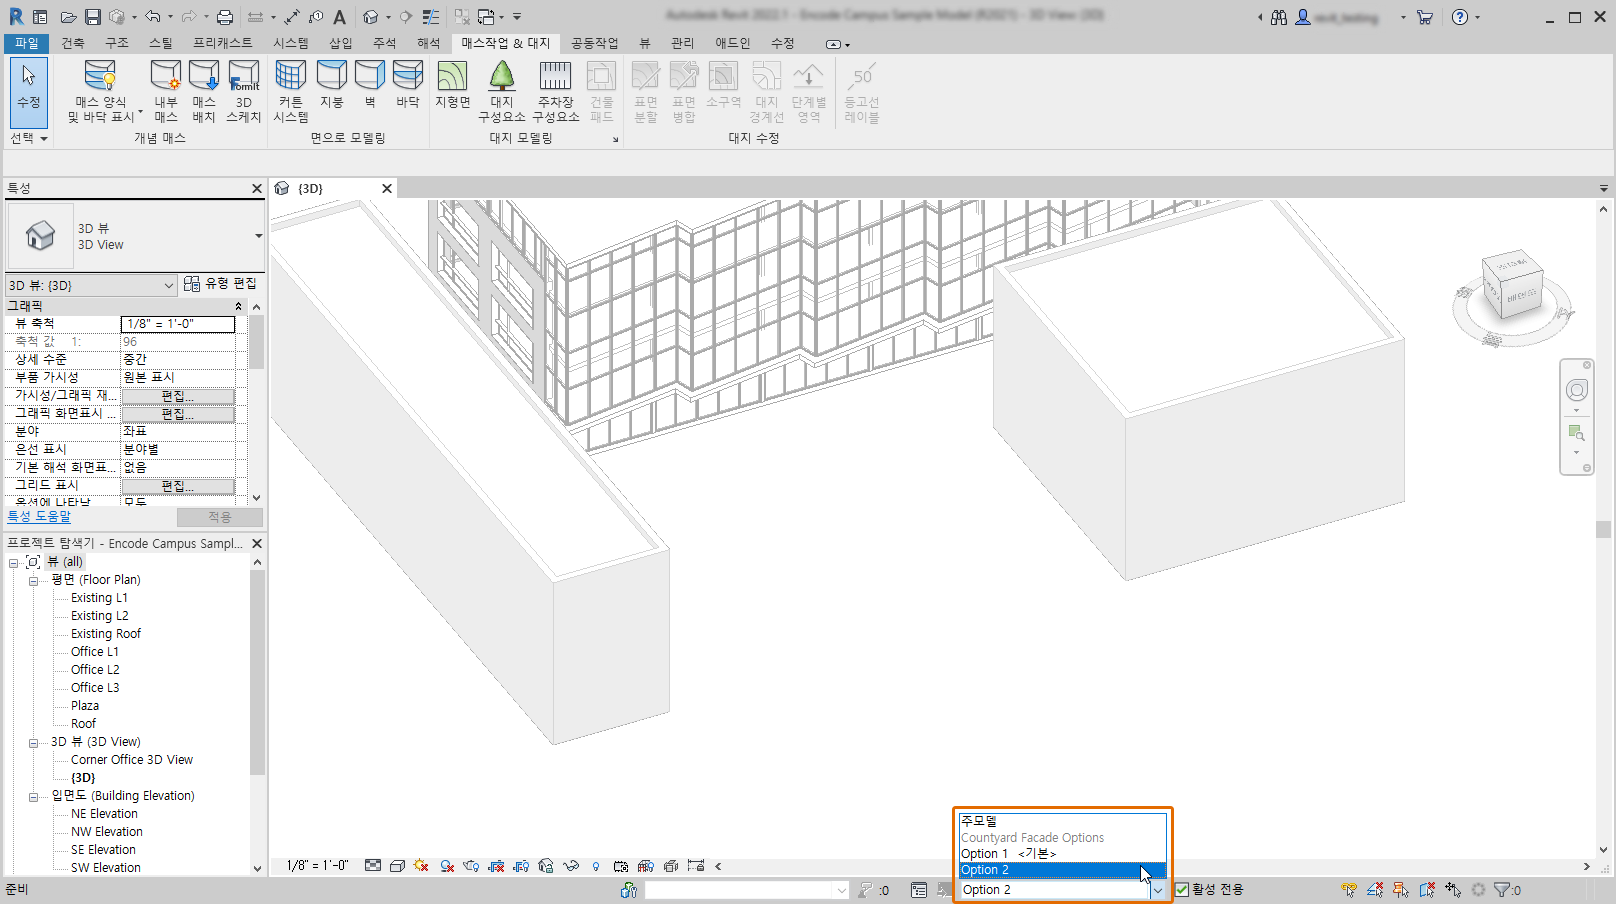 Autodesk Revit 2022.1 - Encode Campus Sample Model (R2021) - 3D View {3D}
revit_testing
파일
건축
구조
스틸
프리캐스트
시스템
삽입
주석
해석
매스작업 & 대지
공동작업
뷰
관리
애드인
수정
수정
매스 양식
및 바닥 표시
내부
매스
매스
배치
FormIt
3D
스케치
커튼
시스템
지붕
벽
바닥
지형면
대지
구성요소
주차장
구성요소
건물
패드
표면
분할
표면
병합
소구역
대지
경계선
단계별
영역
50
등고선
레이블
선택
개념 매스
면으로 모델링
대지 모델링
대지 수정
특성
3D 뷰
3D View
3D 뷰: {3D}
유형 편집
그래픽
뷰 축척 1/8" = 1'-0"
축척 값 1: 96
상세 수준 중간
부품 가시성 원본 표시
가시성/그래픽 재... 편집...
그래픽 화면표시 ... 편집...
분야 좌표
은선 표시 분야별
기본 해석 화면표... 없음
그리드 표시 편집...
옵션에 나타남 모두
특성 도움말
적용
프로젝트 탐색기 - Encode Campus Sampl...
뷰 (all)
평면 (Floor Plan)
Existing L1
Existing L2
Existing Roof
Office L1
Office L2
Office L3
Plaza
Roof
3D 뷰 (3D View)
Corner Office 3D View
{3D}
입면도 (Building Elevation)
NE Elevation
NW Elevation
SE Elevation
SW Elevation
{3D}
1/8" = 1'-0"
주모델
Countyard Facade Options
Option 1 <기본>
Option 2
준비
:0
Option 2
활성 전용
:0